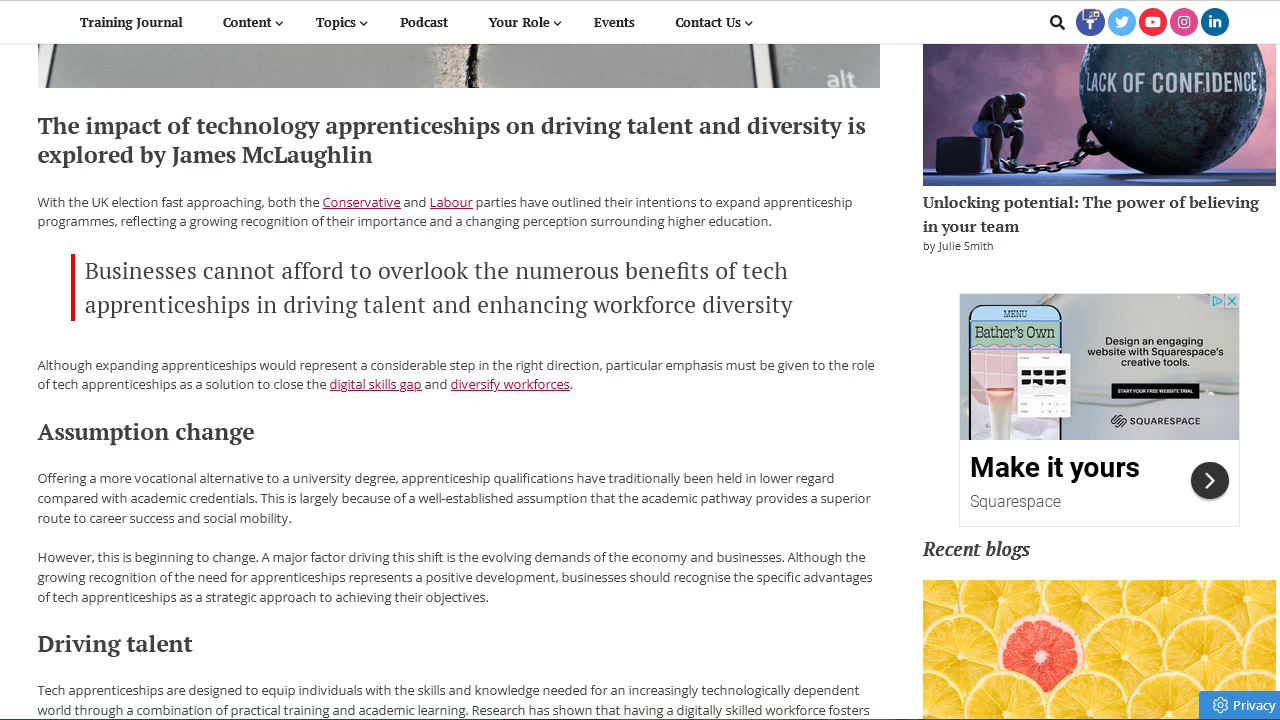 Training Journal
Content
Topics
Podcast
Your Role
Events
Contact Us
alt
The impact of technology apprenticeships on driving talent and diversity is
explored by James McLaughlin
With the UK election fast approaching, both the Conservative and Labour parties have outlined their intentions to expand apprenticeship
programmes, reflecting a growing recognition of their importance and a changing perception surrounding higher education.
Businesses cannot afford to overlook the numerous benefits of tech
apprenticeships in driving talent and enhancing workforce diversity
Although expanding apprenticeships would represent a considerable step in the right direction, particular emphasis must be given to the role
of tech apprenticeships as a solution to close the digital skills gap and diversify workforces.
Assumption change
Offering a more vocational alternative to a university degree, apprenticeship qualifications have traditionally been held in lower regard
compared with academic credentials. This is largely because of a well-established assumption that the academic pathway provides a superior
route to career success and social mobility.
However, this is beginning to change. A major factor driving this shift is the evolving demands of the economy and businesses. Although the
growing recognition of the need for apprenticeships represents a positive development, businesses should recognise the specific advantages
of tech apprenticeships as a strategic approach to achieving their objectives.
Driving talent
Tech apprenticeships are designed to equip individuals with the skills and knowledge needed for an increasingly technologically dependent
world through a combination of practical training and academic learning. Research has shown that having a digitally skilled workforce fosters
LACK OF CONFIDENCE
Unlocking potential: The power of believing
in your team
by Julie Smith
MENU
Bather's Own
Design an engaging
website with Squarespace's
creative tools.
START YOUR FREE WEBSITE TRIAL
SQUARESPACE
Make it yours
Squarespace
Recent blogs
Privacy